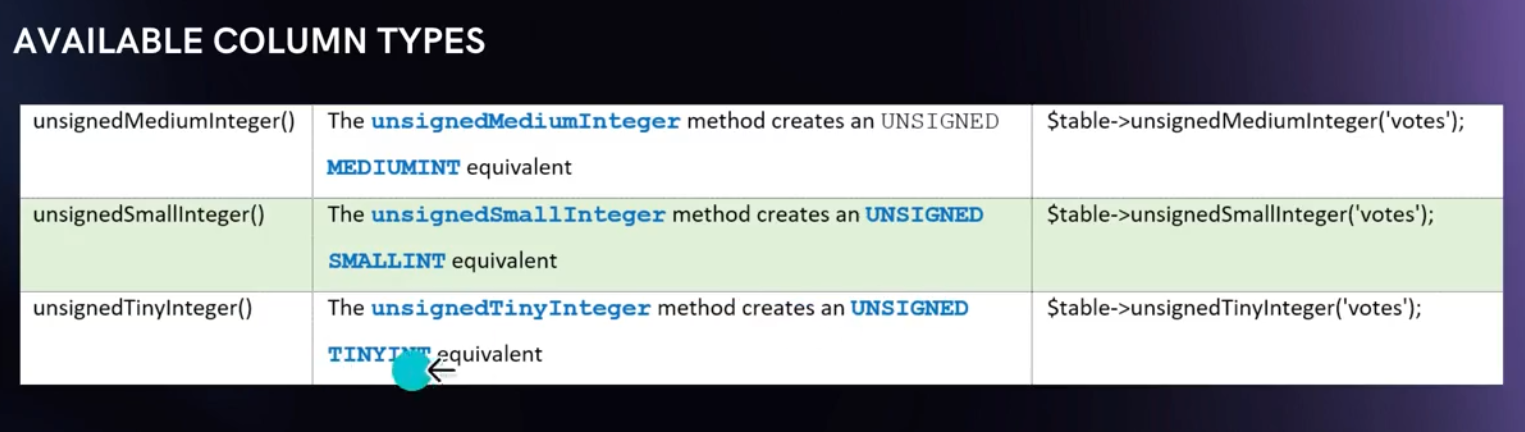 AVAILABLE COLUMN TYPES
unsignedMediumInteger()
The unsignedMediumInteger method creates an UNSIGNED
MEDIUMINT equivalent
$table->unsignedMediumInteger('votes');
unsignedSmallInteger()
The unsignedSmallInteger method creates an UNSIGNED
SMALLINT equivalent
$table->unsignedSmallInteger('votes');
unsignedTinyInteger()
The unsignedTinyInteger method creates an UNSIGNED
TINYINT equivalent
$table->unsignedTinyInteger('votes');